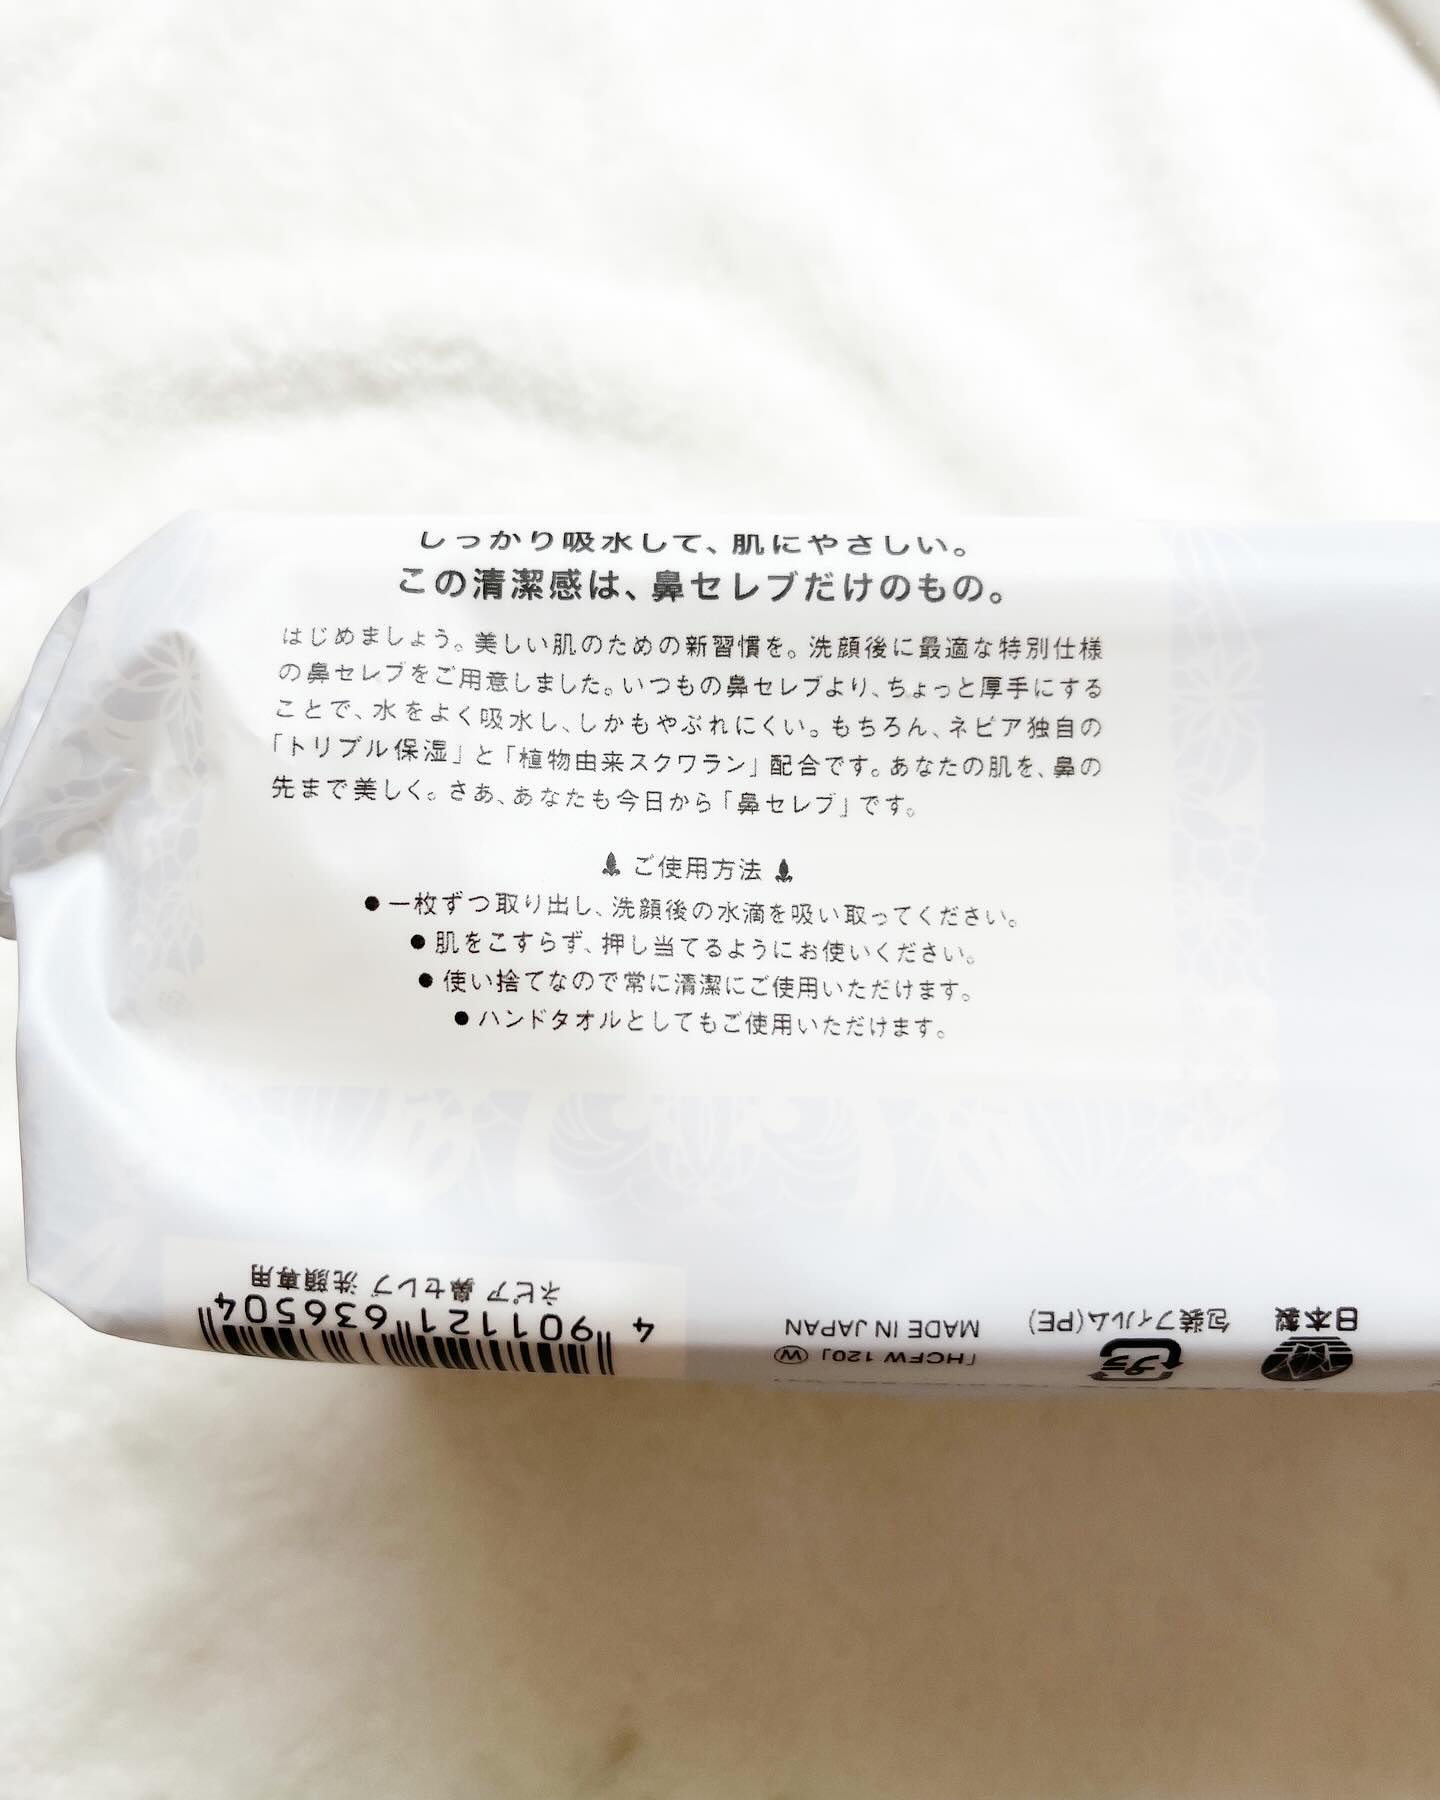 しっかり吸水して、肌にやさしい。
この清潔感は、鼻セレブだけのもの。
はじめましょう。美しい肌のための新習慣を。洗顔後に最適な特別仕様
の鼻セレブをご用意しました。いつもの鼻セレブより、ちょっと厚手にする
ことで、水をよく吸水し、しかもやぶれにくい。もちろん、ネピア独自の
「トリプル保湿」と「植物由来スクワラン」配合です。あなたの肌を、鼻の
先まで美しく。さあ、あなたも今日から「鼻セレブ」です。
ご使用方法
●一枚ずつ取り出し、洗顔後の水滴を吸い取ってください。
●肌をこすらず、押し当てるようにお使いください。
●使い捨てなので常に清潔にご使用いただけます。
●ハンドタオルとしてもご使用いただけます。
日本製
プラ
包装フィルム(PE)
「HCFW 120」 W
MADE IN JAPAN
4 901121 636504
ネピア 鼻セレブ 洗顔専用